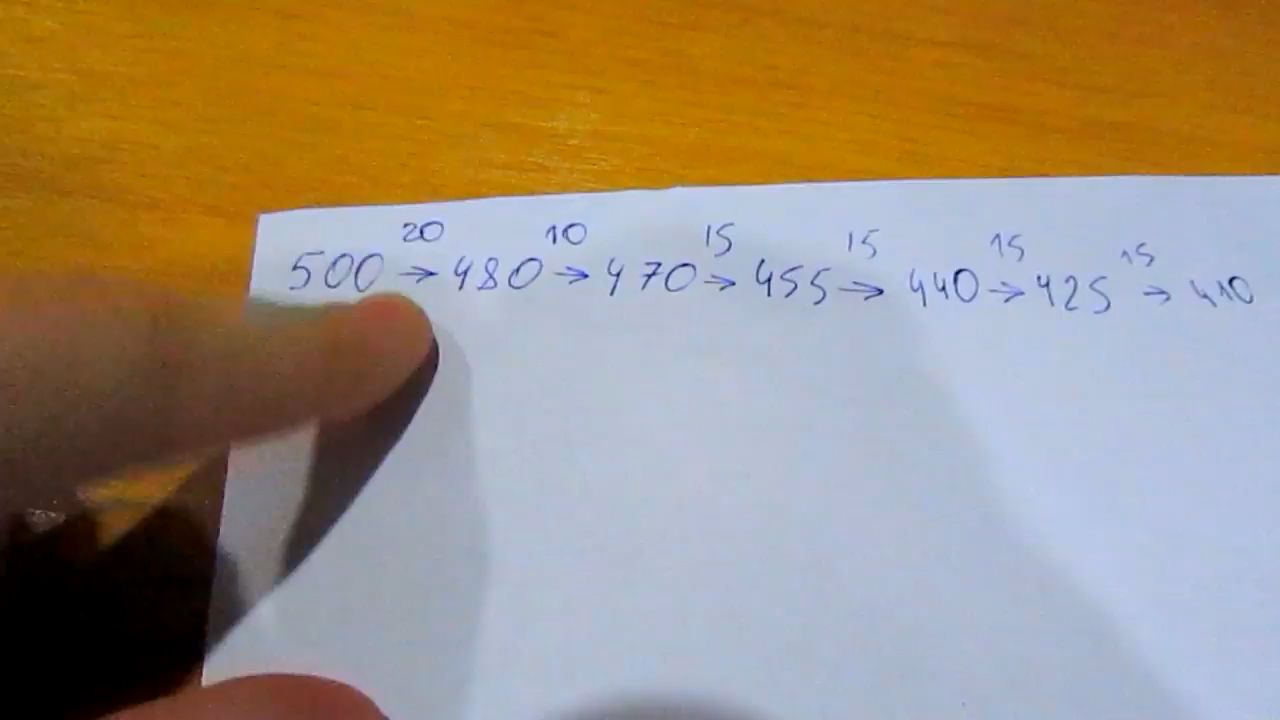 20 10 15 15 15 15
500 → 480 → 470 → 455 → 440 → 425 → 410